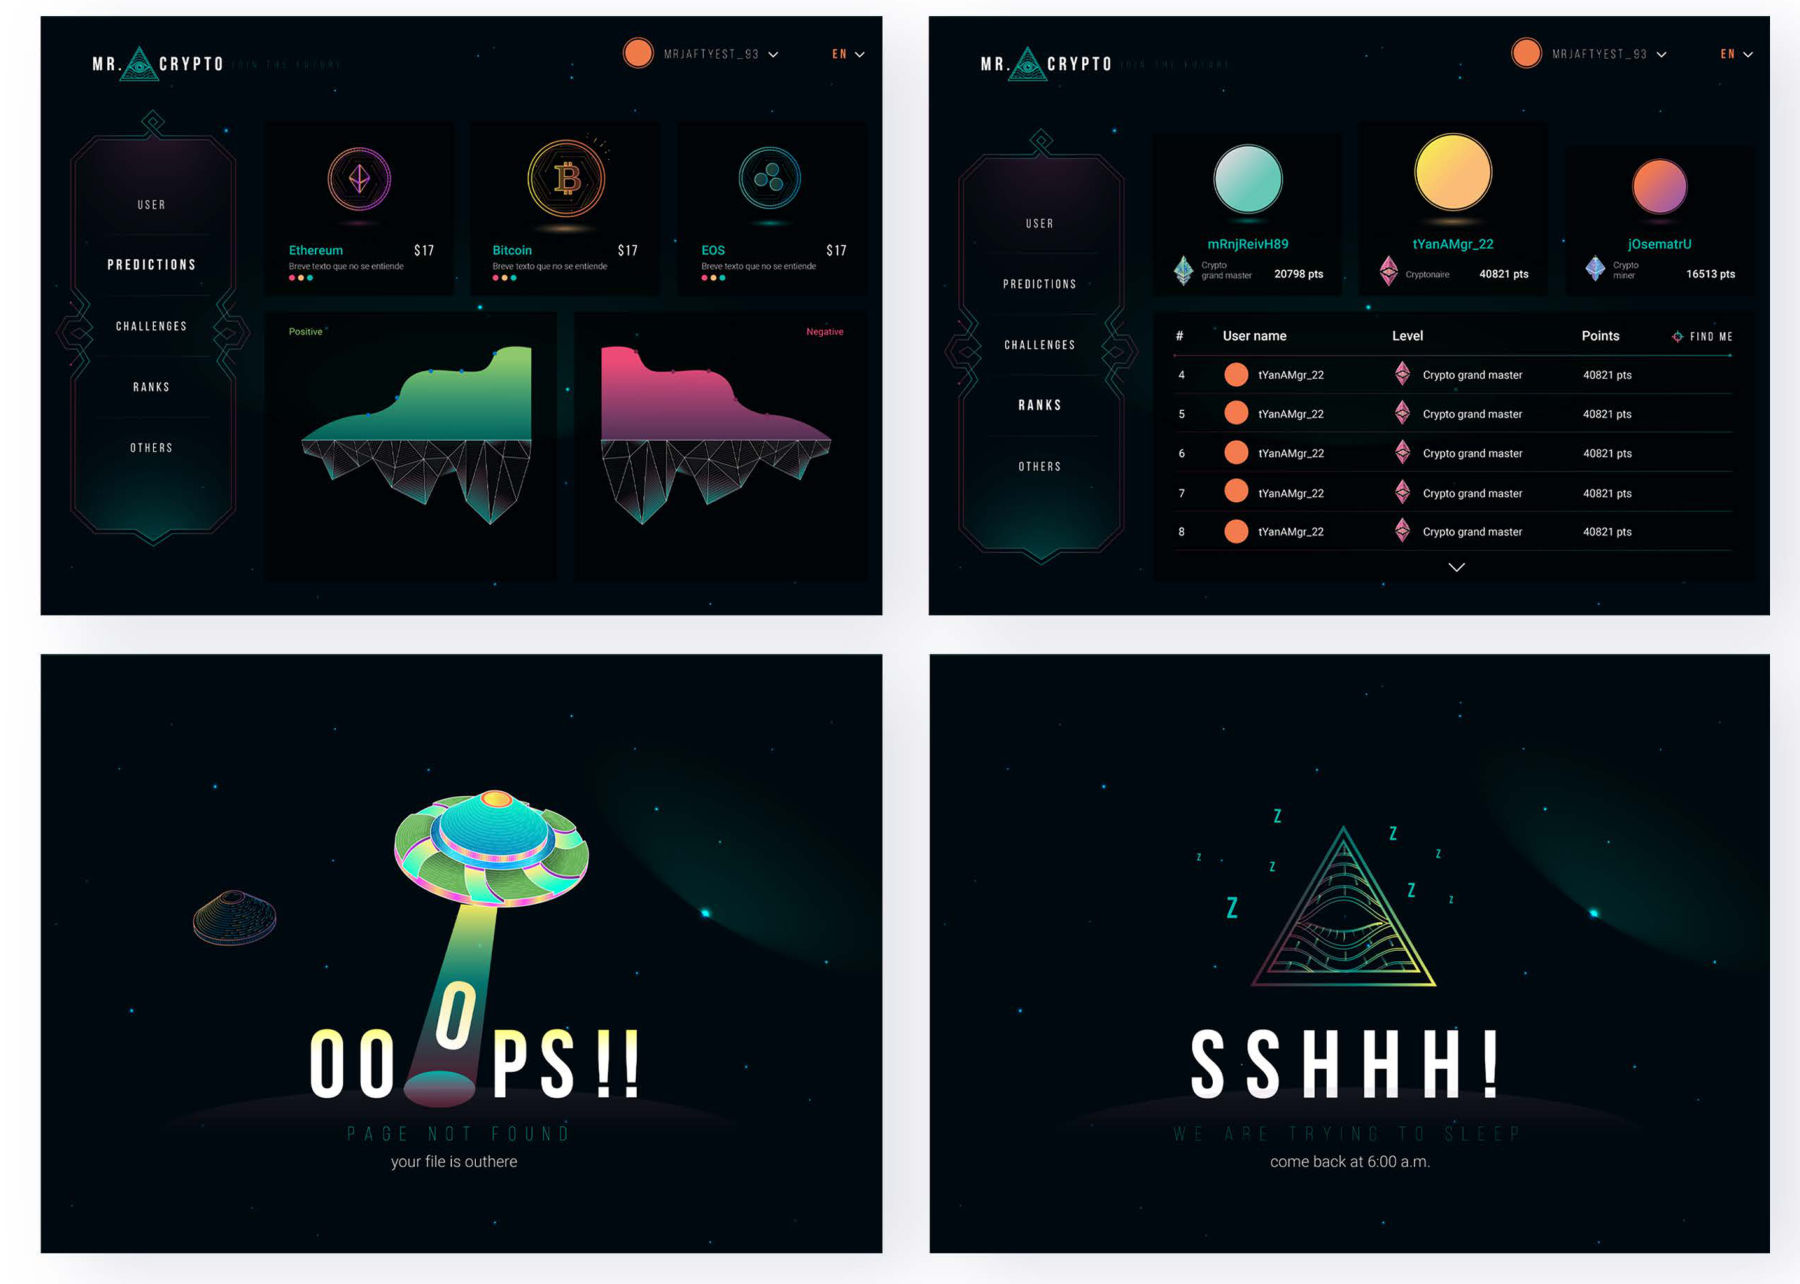 MR. CRYPTO JOIN THE FUTURE
MRJAFTYEST_93
EN
USER
PREDICTIONS
CHALLENGES
RANKS
OTHERS
Ethereum $17
Breve texto que no se entiende
Bitcoin $17
Breve texto que no se entiende
EOS $17
Breve texto que no se entiende
Positive
Negative
MR. CRYPTO JOIN THE FUTURE
MRJAFTYEST_93
EN
USER
PREDICTIONS
CHALLENGES
RANKS
OTHERS
mRnjReivH89
Crypto
grand master
20798 pts
tYanAMgr_22
Cryptonaire
40821 pts
jOsematrU
Crypto
miner
16513 pts
# User name Level Points FIND ME
4 tYanAMgr_22 Crypto grand master 40821 pts
5 tYanAMgr_22 Crypto grand master 40821 pts
6 tYanAMgr_22 Crypto grand master 40821 pts
7 tYanAMgr_22 Crypto grand master 40821 pts
8 tYanAMgr_22 Crypto grand master 40821 pts
OOOPS!!
PAGE NOT FOUND
your file is outhere
Z
Z
Z
Z
Z
Z
Z
Z
SSHHH!
WE ARE TRYING TO SLEEP
come back at 6:00 a.m.